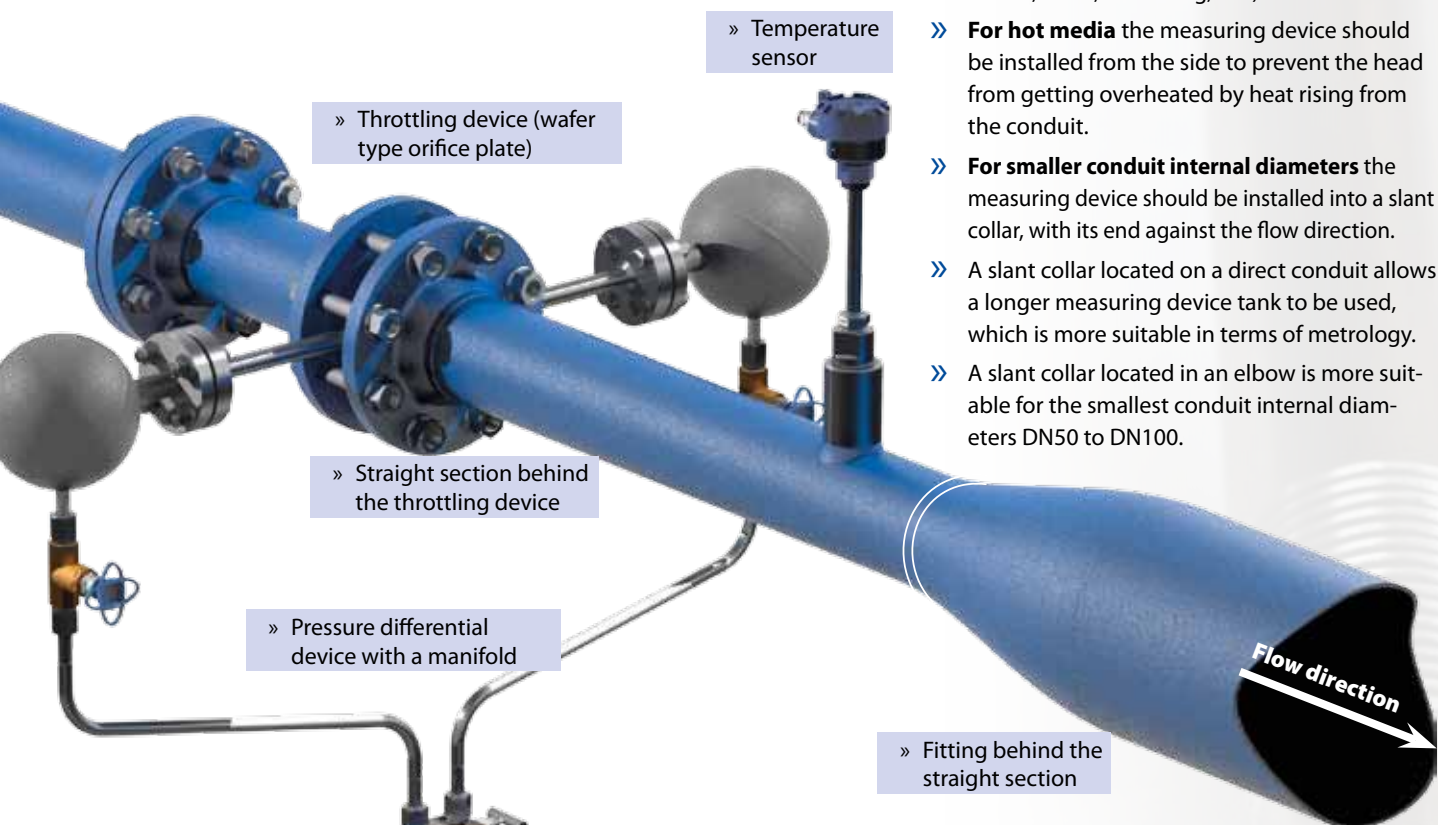 » Temperature
sensor
» Throttling device (wafer
type orifice plate)
» Straight section behind
the throttling device
» Pressure differential
device with a manifold
» Fitting behind the
straight section
Flow direction
» For hot media the measuring device should
be installed from the side to prevent the head
from getting overheated by heat rising from
the conduit.
» For smaller conduit internal diameters the
measuring device should be installed into a slant
collar, with its end against the flow direction.
» A slant collar located on a direct conduit allows
a longer measuring device tank to be used,
which is more suitable in terms of metrology.
» A slant collar located in an elbow is more suit-
able for the smallest conduit internal diam-
eters DN50 to DN100.